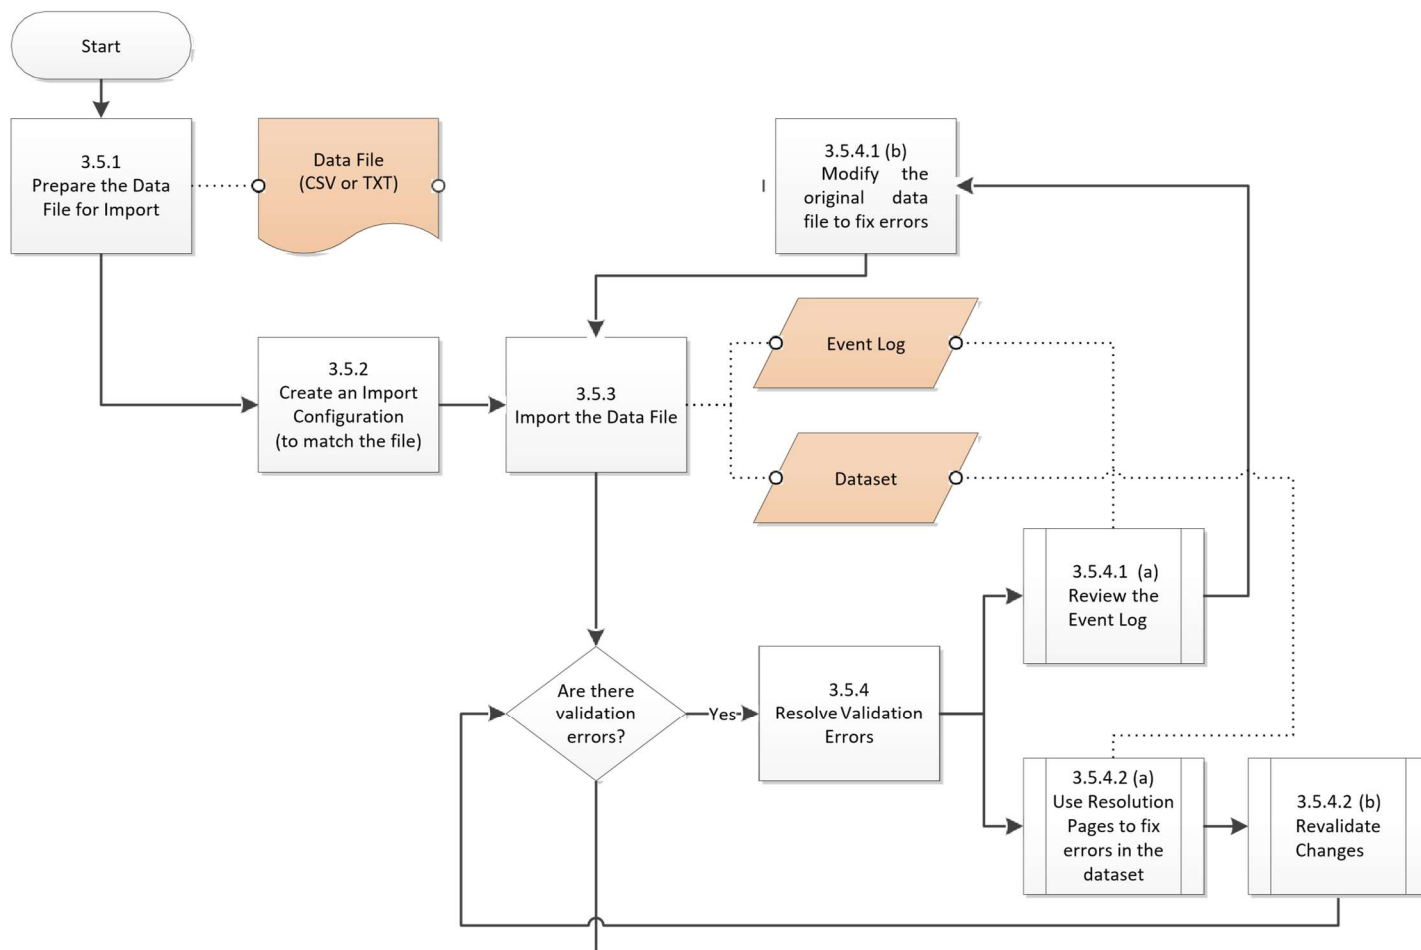 Start
3.5.1
Prepare the Data
File for Import
Data File
(CSV or TXT)
3.5.4.1 (b)
Modify the
original data
file to fix errors
3.5.2
Create an Import
Configuration
(to match the file)
3.5.3
Import the Data File
Event Log
Dataset
3.5.4.1 (a)
Review the
Event Log
Are there
validation
errors?
Yes
3.5.4
Resolve Validation
Errors
3.5.4.2 (a)
Use Resolution
Pages to fix
errors in the
dataset
3.5.4.2 (b)
Revalidate
Changes